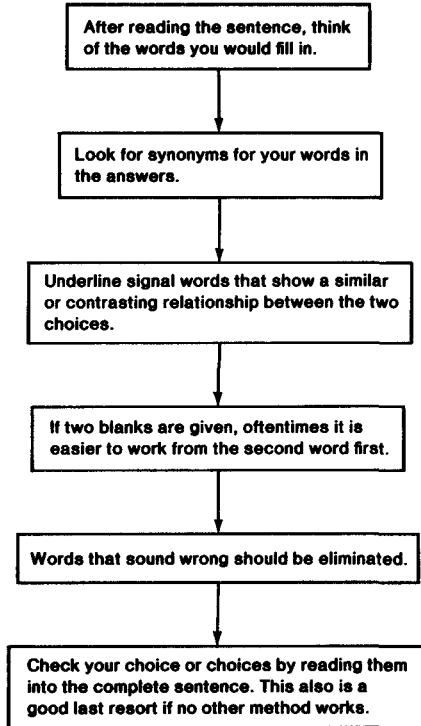 After reading the sentence, think
of the words you would fill in.
Look for synonyms for your words in
the answers.
Underline signal words that show a similar
or contrasting relationship between the two
choices.
If two blanks are given, oftentimes it is
easier to work from the second word first.
Words that sound wrong should be eliminated.
Check your choice or choices by reading them
into the complete sentence. This also is a
good last resort if no other method works.